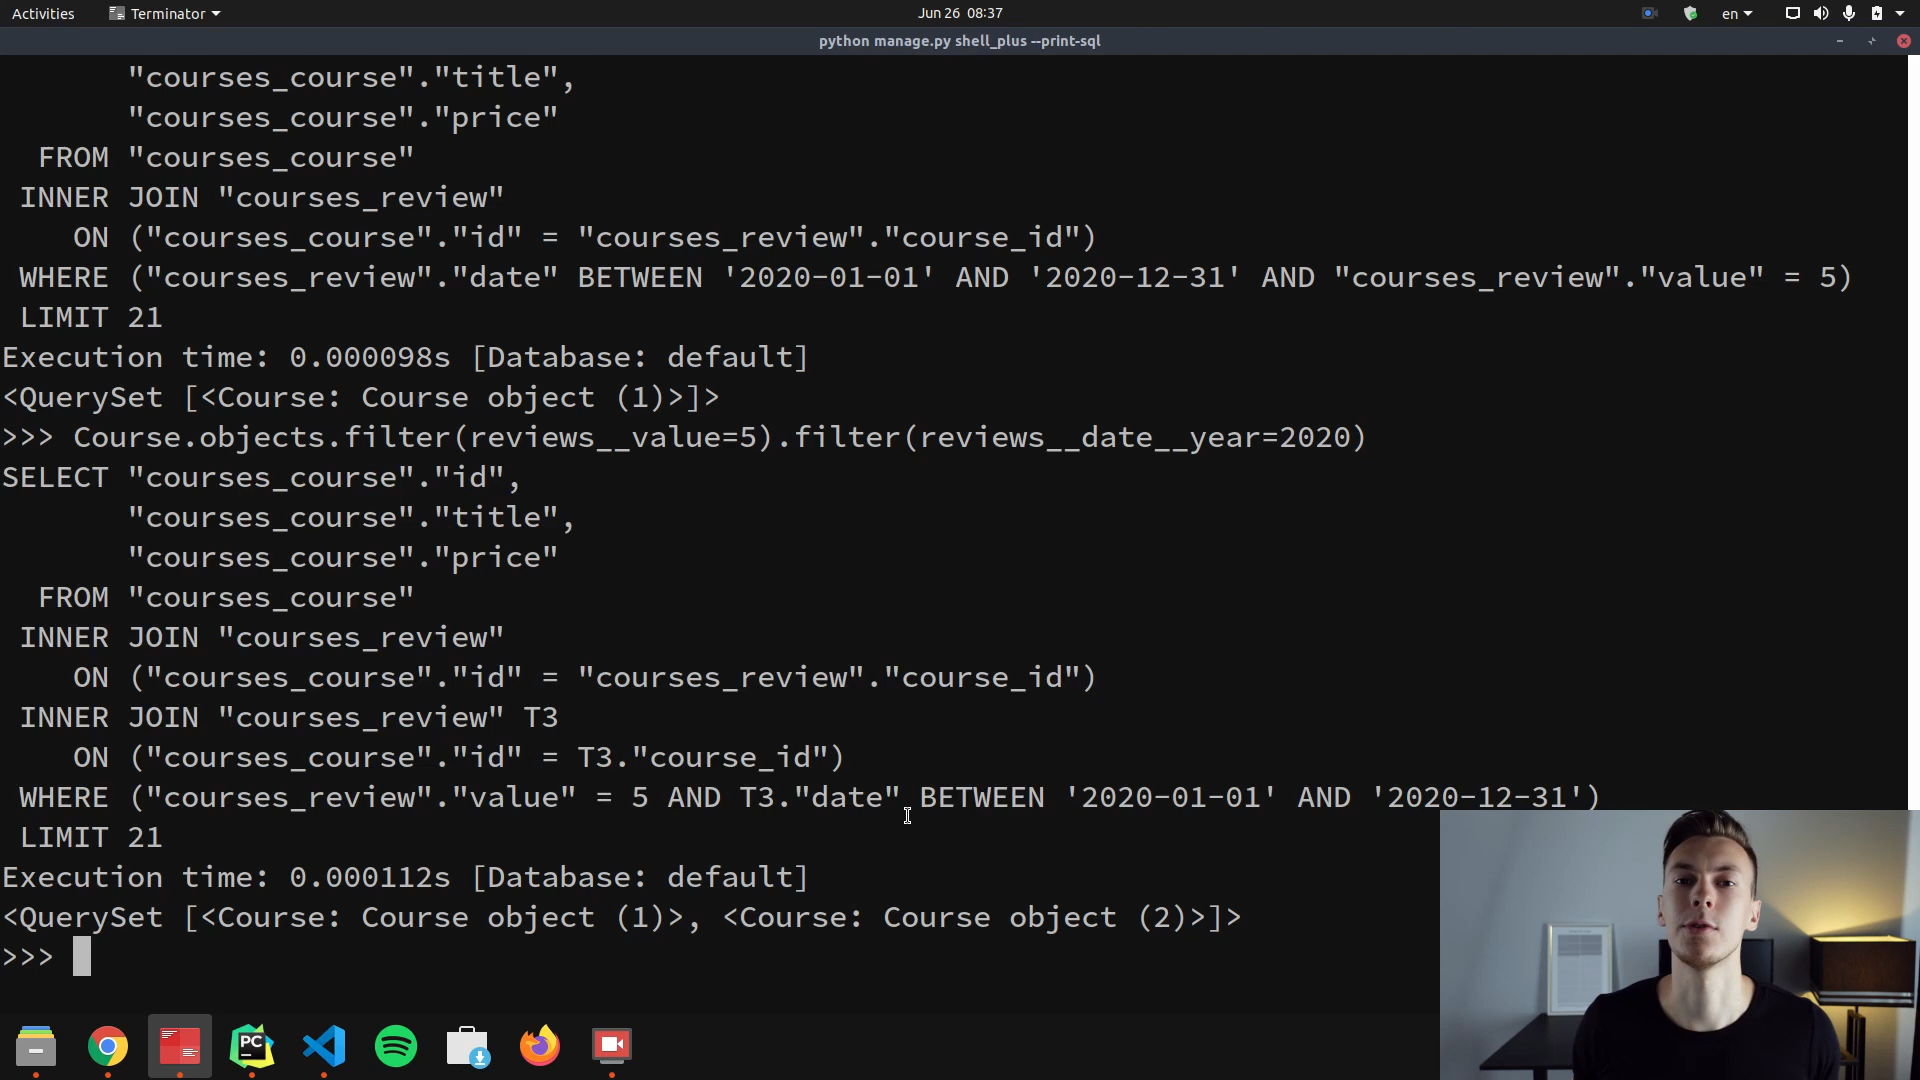 Activities Terminator Jun 26 08:37 en
python manage.py shell_plus --print-sql
"courses_course"."title",
"courses_course"."price"
FROM "courses_course"
INNER JOIN "courses_review"
ON ("courses_course"."id" = "courses_review"."course_id")
WHERE ("courses_review"."date" BETWEEN '2020-01-01' AND '2020-12-31' AND "courses_review"."value" = 5)
LIMIT 21
Execution time: 0.000098s [Database: default]
<QuerySet [<Course: Course object (1)>]>
>>> Course.objects.filter(reviews__value=5).filter(reviews__date__year=2020)
SELECT "courses_course"."id",
"courses_course"."title",
"courses_course"."price"
FROM "courses_course"
INNER JOIN "courses_review"
ON ("courses_course"."id" = "courses_review"."course_id")
INNER JOIN "courses_review" T3
ON ("courses_course"."id" = T3."course_id")
WHERE ("courses_review"."value" = 5 AND T3."date" BETWEEN '2020-01-01' AND '2020-12-31')
LIMIT 21
Execution time: 0.000112s [Database: default]
<QuerySet [<Course: Course object (1)>, <Course: Course object (2)>]>
>>>
PC